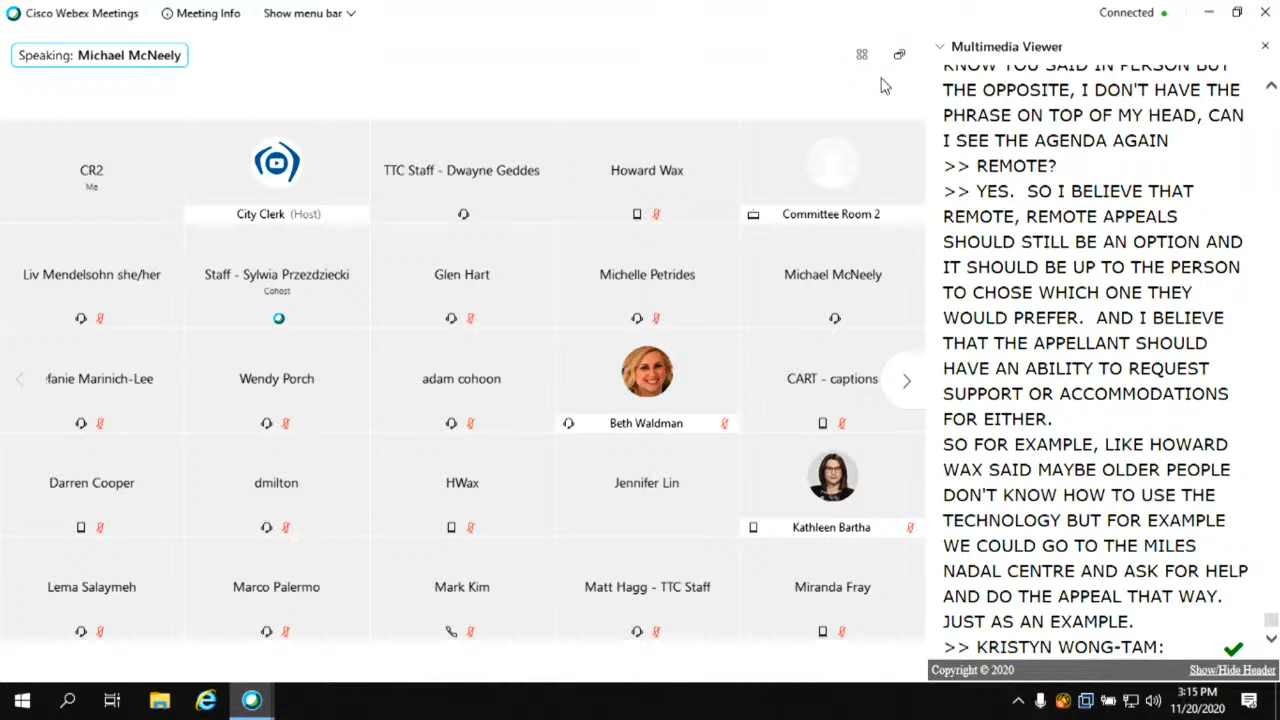 Cisco Webex Meetings
Meeting Info
Show menu bar
Connected
Speaking: Michael McNeely
CR2
Me
City Clerk (Host)
TTC Staff - Dwayne Geddes
Howard Wax
Committee Room 2
Liv Mendelsohn she/her
Staff - Sylwia Przezdziecki
Cohost
Glen Hart
Michelle Petrides
Michael McNeely
fanie Marinich-Lee
Wendy Porch
adam cohoon
Beth Waldman
CART - captions
Darren Cooper
dmilton
HWax
Jennifer Lin
Kathleen Bartha
Lema Salaymeh
Marco Palermo
Mark Kim
Matt Hagg - TTC Staff
Miranda Fray
Multimedia Viewer
KNOW YOU SAID IN PERSON BUT
THE OPPOSITE, I DON'T HAVE THE
PHRASE ON TOP OF MY HEAD, CAN
I SEE THE AGENDA AGAIN
>> REMOTE?
>> YES. SO I BELIEVE THAT
REMOTE, REMOTE APPEALS
SHOULD STILL BE AN OPTION AND
IT SHOULD BE UP TO THE PERSON
TO CHOSE WHICH ONE THEY
WOULD PREFER. AND I BELIEVE
THAT THE APPELLANT SHOULD
HAVE AN ABILITY TO REQUEST
SUPPORT OR ACCOMMODATIONS
FOR EITHER.
SO FOR EXAMPLE, LIKE HOWARD
WAX SAID MAYBE OLDER PEOPLE
DON'T KNOW HOW TO USE THE
TECHNOLOGY BUT FOR EXAMPLE
WE COULD GO TO THE MILES
NADAL CENTRE AND ASK FOR HELP
AND DO THE APPEAL THAT WAY.
JUST AS AN EXAMPLE.
>> KRISTYN WONG-TAM:
Copyright © 2020
Show/Hide Header
3:15 PM
11/20/2020